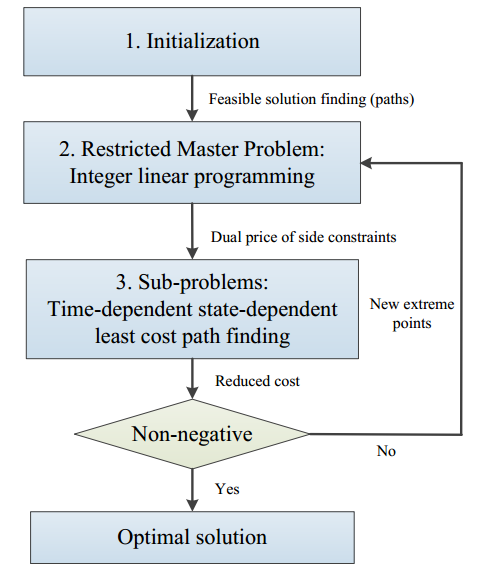 1. Initialization
Feasible solution finding (paths)
2. Restricted Master Problem:
Integer linear programming
Dual price of side constraints
3. Sub-problems:
Time-dependent state-dependent
least cost path finding
New extreme
points
Reduced cost
Non-negative
No
Yes
Optimal solution